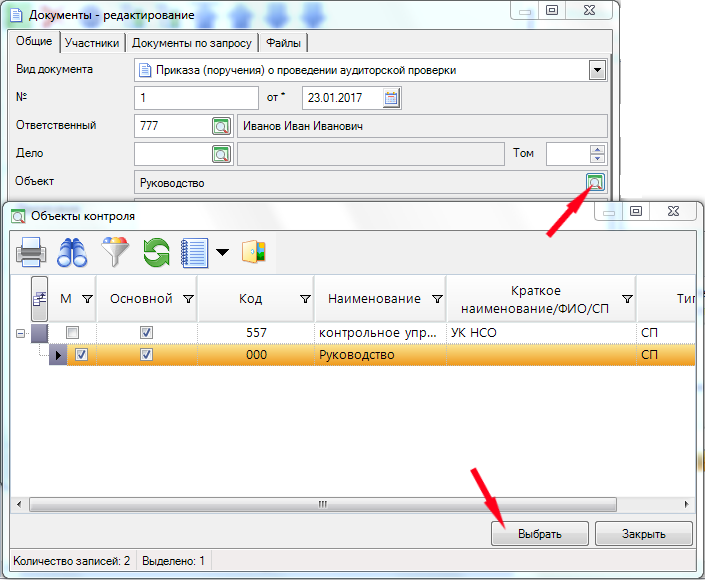 Документы - редактирование
Общие Участники Документы по запросу Файлы
Вид документа Приказа (поручения) о проведении аудиторской проверки
№ 1 от * 23.01.2017
Ответственный 777 Иванов Иван Иванович
Дело Том
Объект Руководство
Объекты контроля
М Основной Код Наименование Краткое наименование/ФИО/СП Тип
557 контрольное упр... УК НСО СП
000 Руководство СП
Выбрать Закрыть
Количество записей: 2 Выделено: 1